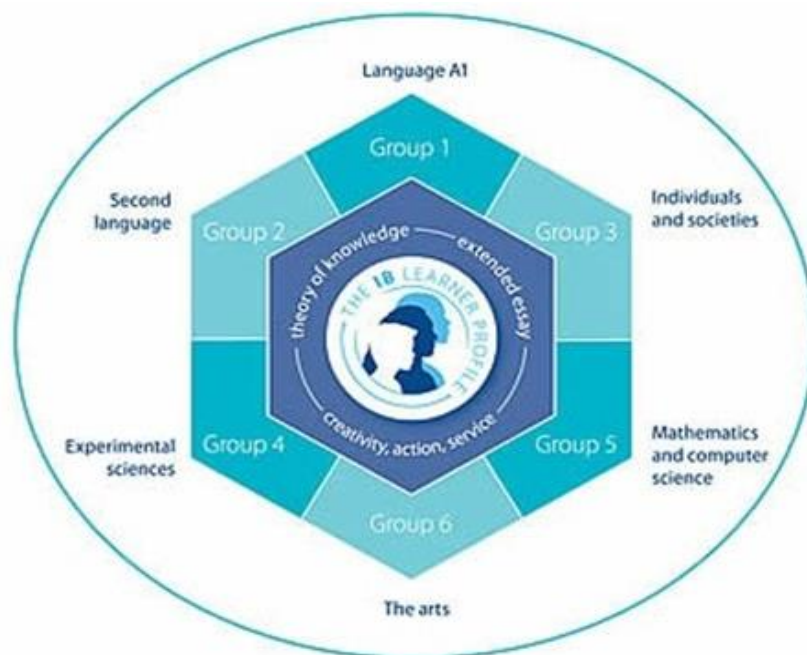 Language A1
Group 1
Second
language
Group 2
Group 3
Individuals
and societies
theory of knowledge
extended essay
THE IB LEARNER PROFILE
creativity, action, service
Experimental
sciences
Group 4
Group 5
Mathematics
and computer
science
Group 6
The arts